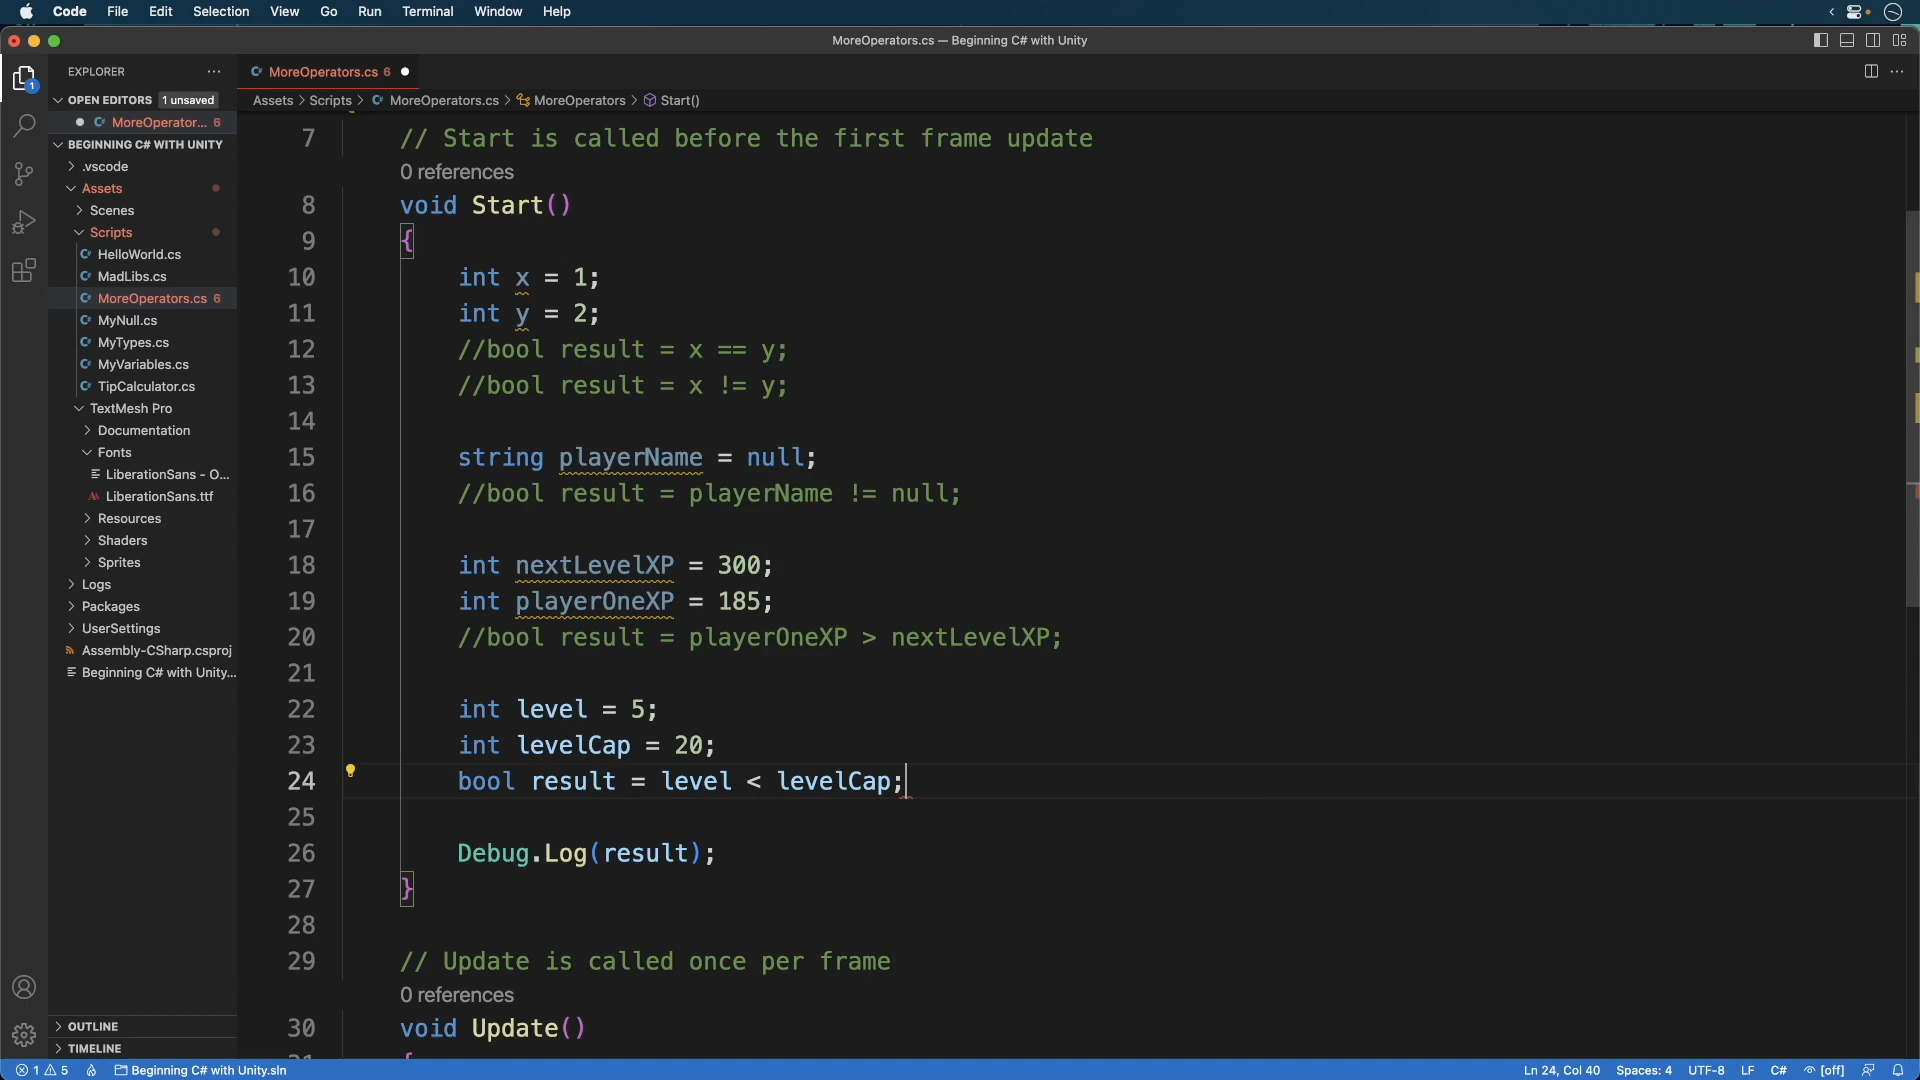 Code File Edit Selection View Go Run Terminal Window Help
MoreOperators.cs — Beginning C# with Unity
EXPLORER
MoreOperators.cs 6
OPEN EDITORS 1 unsaved
Assets > Scripts > MoreOperators.cs > MoreOperators > Start()
MoreOperator... 6
BEGINNING C# WITH UNITY
.vscode
Assets
Scenes
Scripts
HelloWorld.cs
MadLibs.cs
MoreOperators.cs 6
MyNull.cs
MyTypes.cs
MyVariables.cs
TipCalculator.cs
TextMesh Pro
Documentation
Fonts
LiberationSans - O...
LiberationSans.ttf
Resources
Shaders
Sprites
Logs
Packages
UserSettings
Assembly-CSharp.csproj
Beginning C# with Unity...
OUTLINE
TIMELINE
7 // Start is called before the first frame update
0 references
8 void Start()
9 {
10 int x = 1;
11 int y = 2;
12 //bool result = x == y;
13 //bool result = x != y;
14
15 string playerName = null;
16 //bool result = playerName != null;
17
18 int nextLevelXP = 300;
19 int playerOneXP = 185;
20 //bool result = playerOneXP > nextLevelXP;
21
22 int level = 5;
23 int levelCap = 20;
24 bool result = level < levelCap;
25
26 Debug.Log(result);
27 }
28
29 // Update is called once per frame
0 references
30 void Update()
1 5 Beginning C# with Unity.sln Ln 24, Col 40 Spaces: 4 UTF-8 LF C# [off]